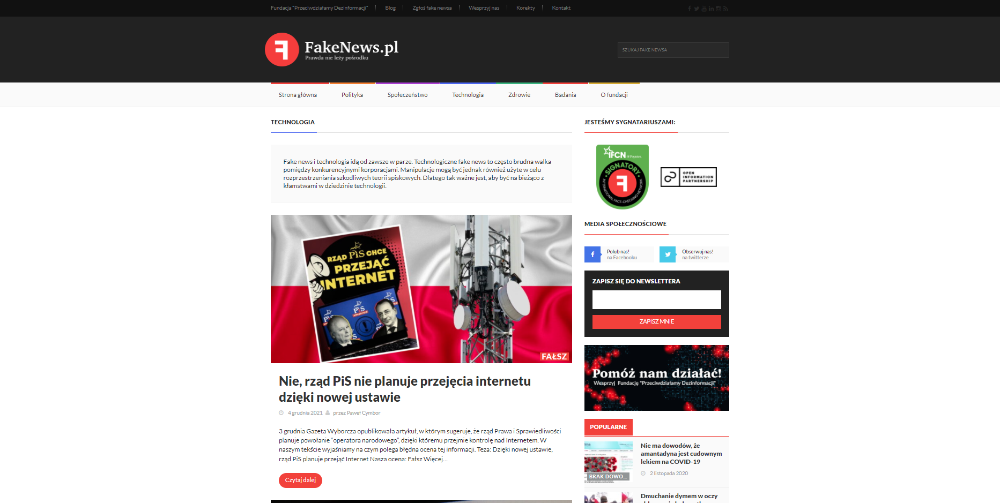 Fundacja "Przeciwdziałamy Dezinformacji"
Blog
Zgłoś fake newsa
Wesprzyj nas
Korekty
Kontakt
FakeNews.pl
Prawda nie leży pośrodku
SZUKAJ FAKE NEWSA
Strona główna
Polityka
Społeczeństwo
Technologia
Zdrowie
Badania
O fundacji
TECHNOLOGIA
Fake news i technologia idą od zawsze w parze. Technologiczne fake news to często brudna walka
pomiędzy konkurencyjnymi korporacjami. Manipulacje mogą być jednak również użyte w celu
rozprzestrzeniania szkodliwych teorii spiskowych. Dlatego tak ważne jest, aby być na bieżąco z
kłamstwami w dziedzinie technologii.
RZĄD PiS CHCE
PRZEJĄĆ
INTERNET
PiS
PiS
FAŁSZ
Nie, rząd PiS nie planuje przejęcia internetu
dzięki nowej ustawie
4 grudnia 2021
przez Paweł Cymbor
3 grudnia Gazeta Wyborcza opublikowała artykuł, w którym sugeruje, że rząd Prawa i Sprawiedliwości
planuje powołanie “operatora narodowego”, dzięki któremu przejmie kontrolę nad Internetem. W
naszym tekście wyjaśniamy na czym polega błędna ocena tej informacji. Teza: Dzięki nowej ustawie,
rząd PiS planuje przejąć Internet Nasza ocena: Fałsz Więcej...
Czytaj dalej
JESTEŚMY SYGNATARIUSZAMI:
IFCN @ Poynter.
SIGNATORY
INTERNATIONAL FACT-CHECKING NETWORK
OPEN
INFORMATION
PARTNERSHIP
MEDIA SPOŁECZNOŚCIOWE
Polub nas!
na Facebooku
Obserwuj nas!
na twitterze
ZAPISZ SIĘ DO NEWSLETTERA
ZAPISZ MNIE
Pomóż nam działać!
Wesprzyj Fundację "Przeciwdziałamy Dezinformacji"
POPULARNE
BRAK DOWO...
Nie ma dowodów, że
amantadyna jest cudownym
lekiem na COVID-19
2 listopada 2020
Dmuchanie dymem w oczy